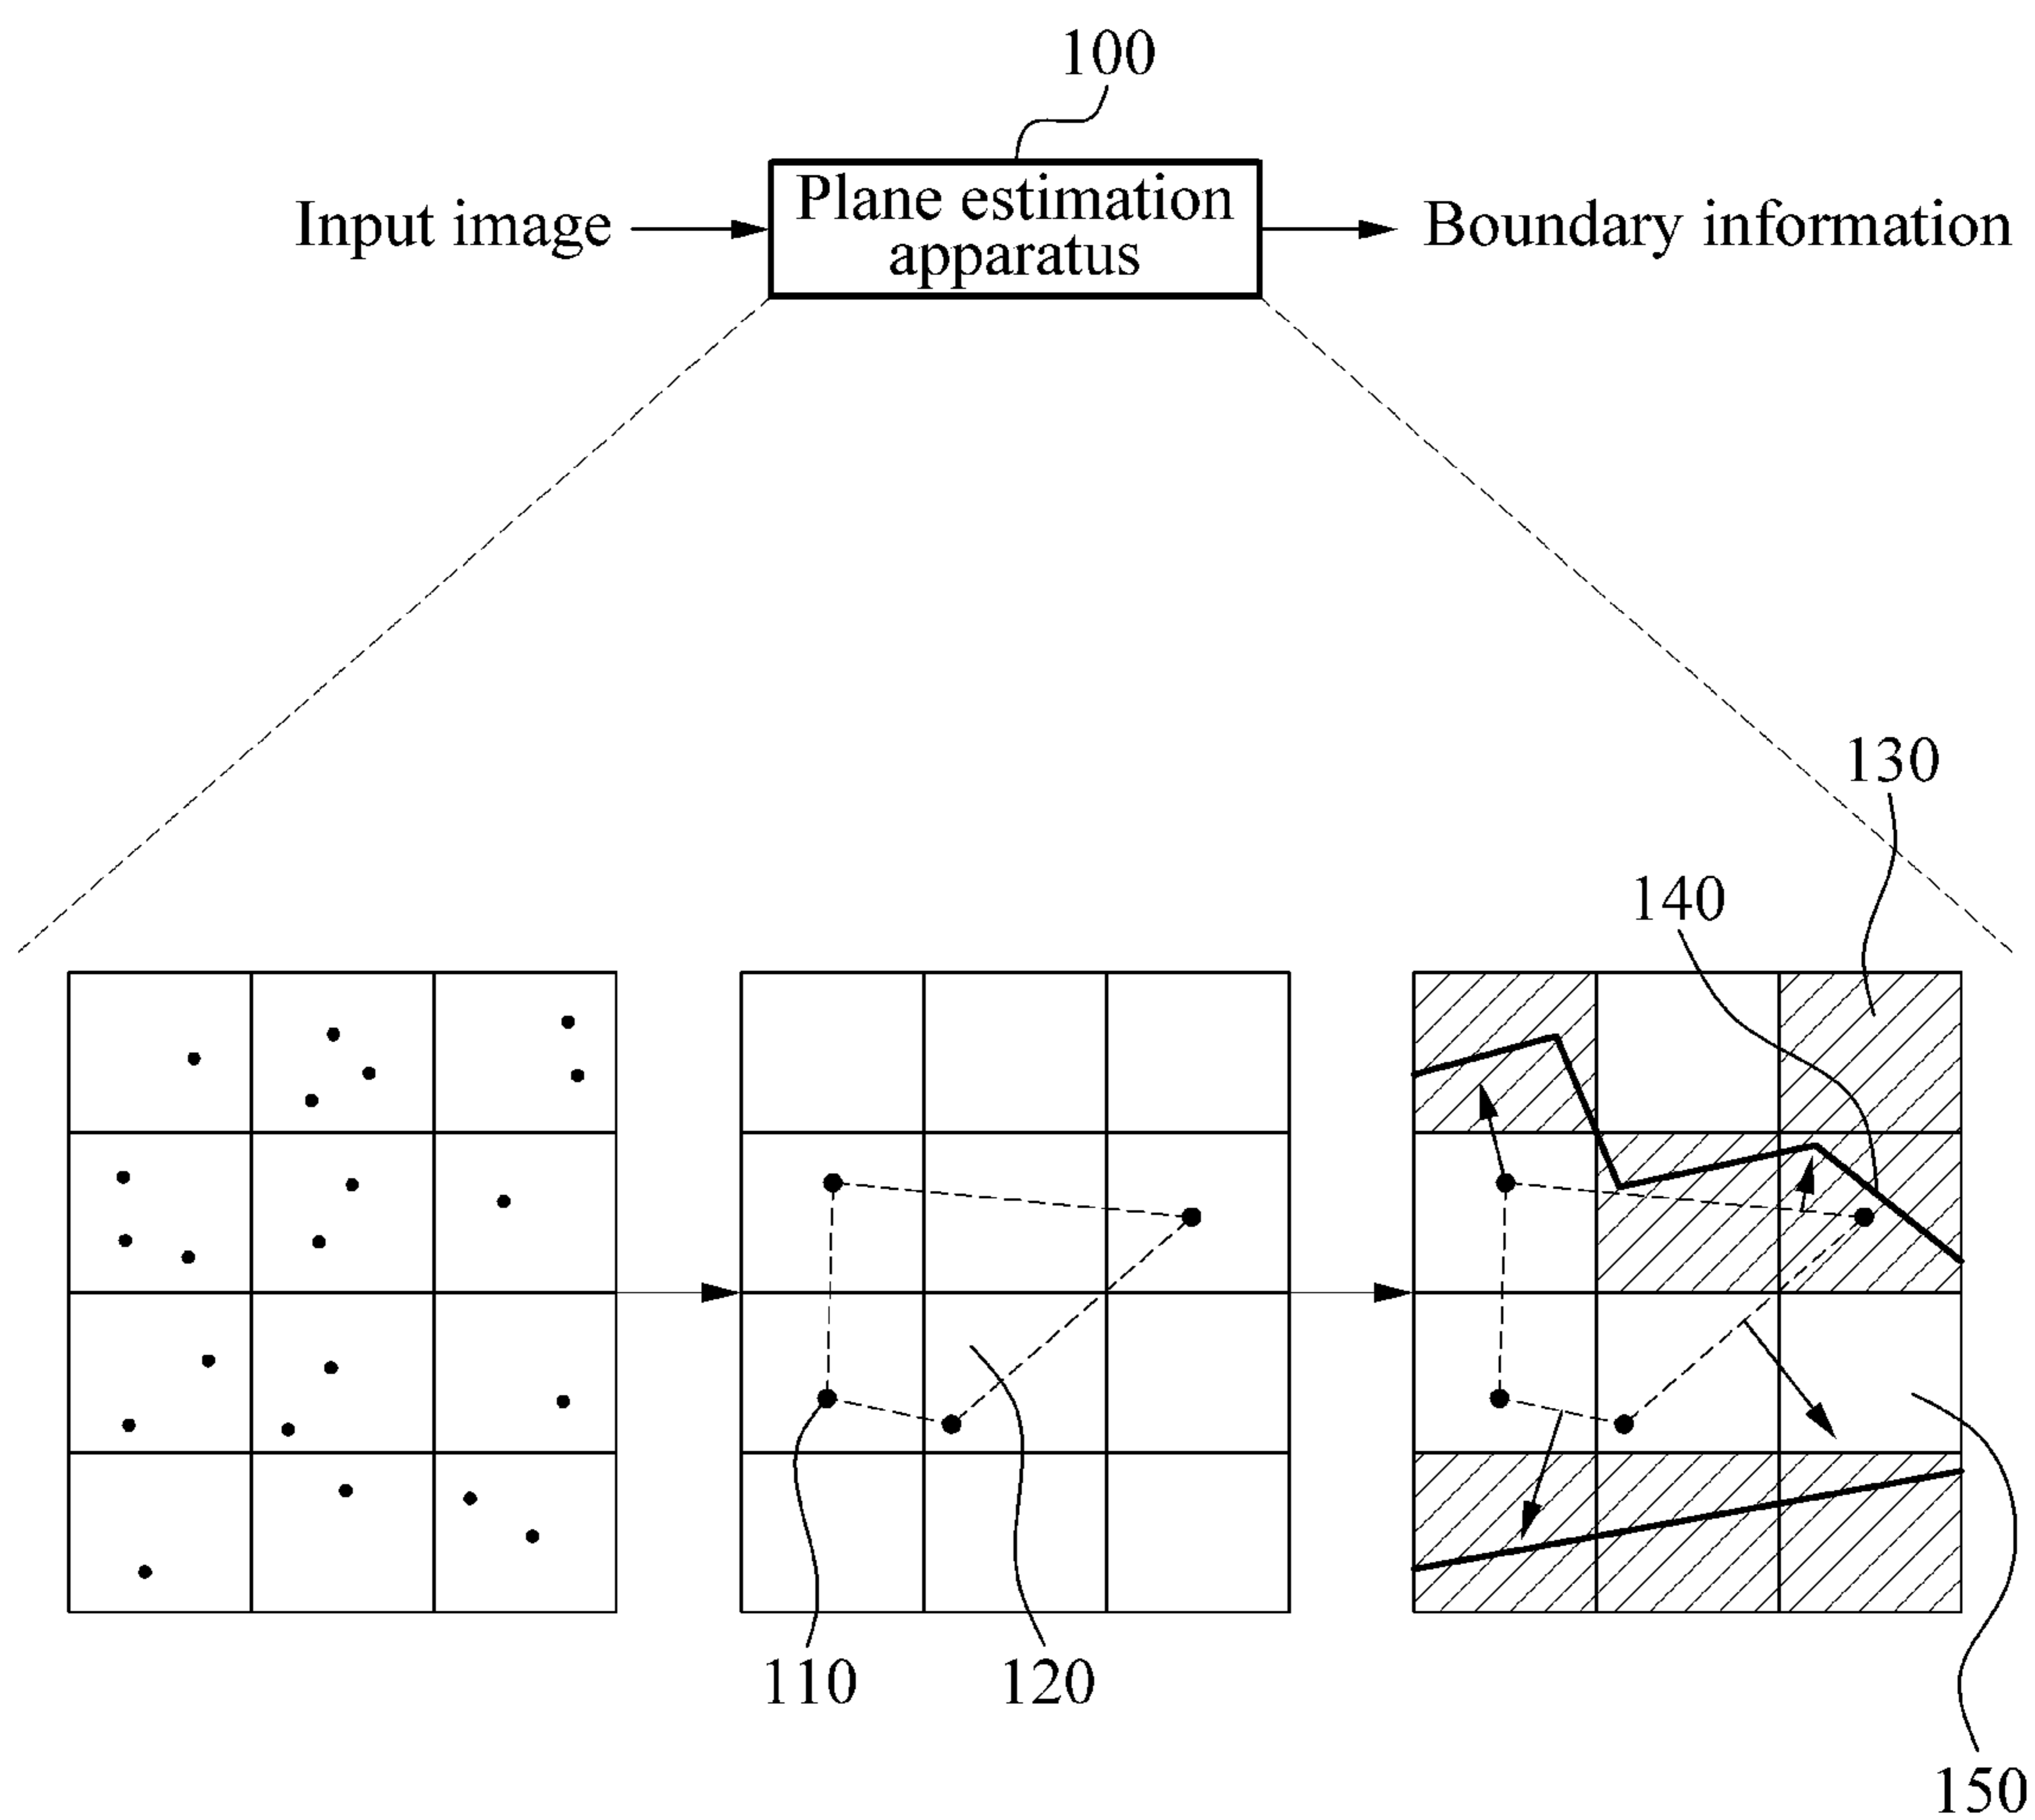 100
Input image
Plane estimation
apparatus
Boundary information
130
140
110
120
150